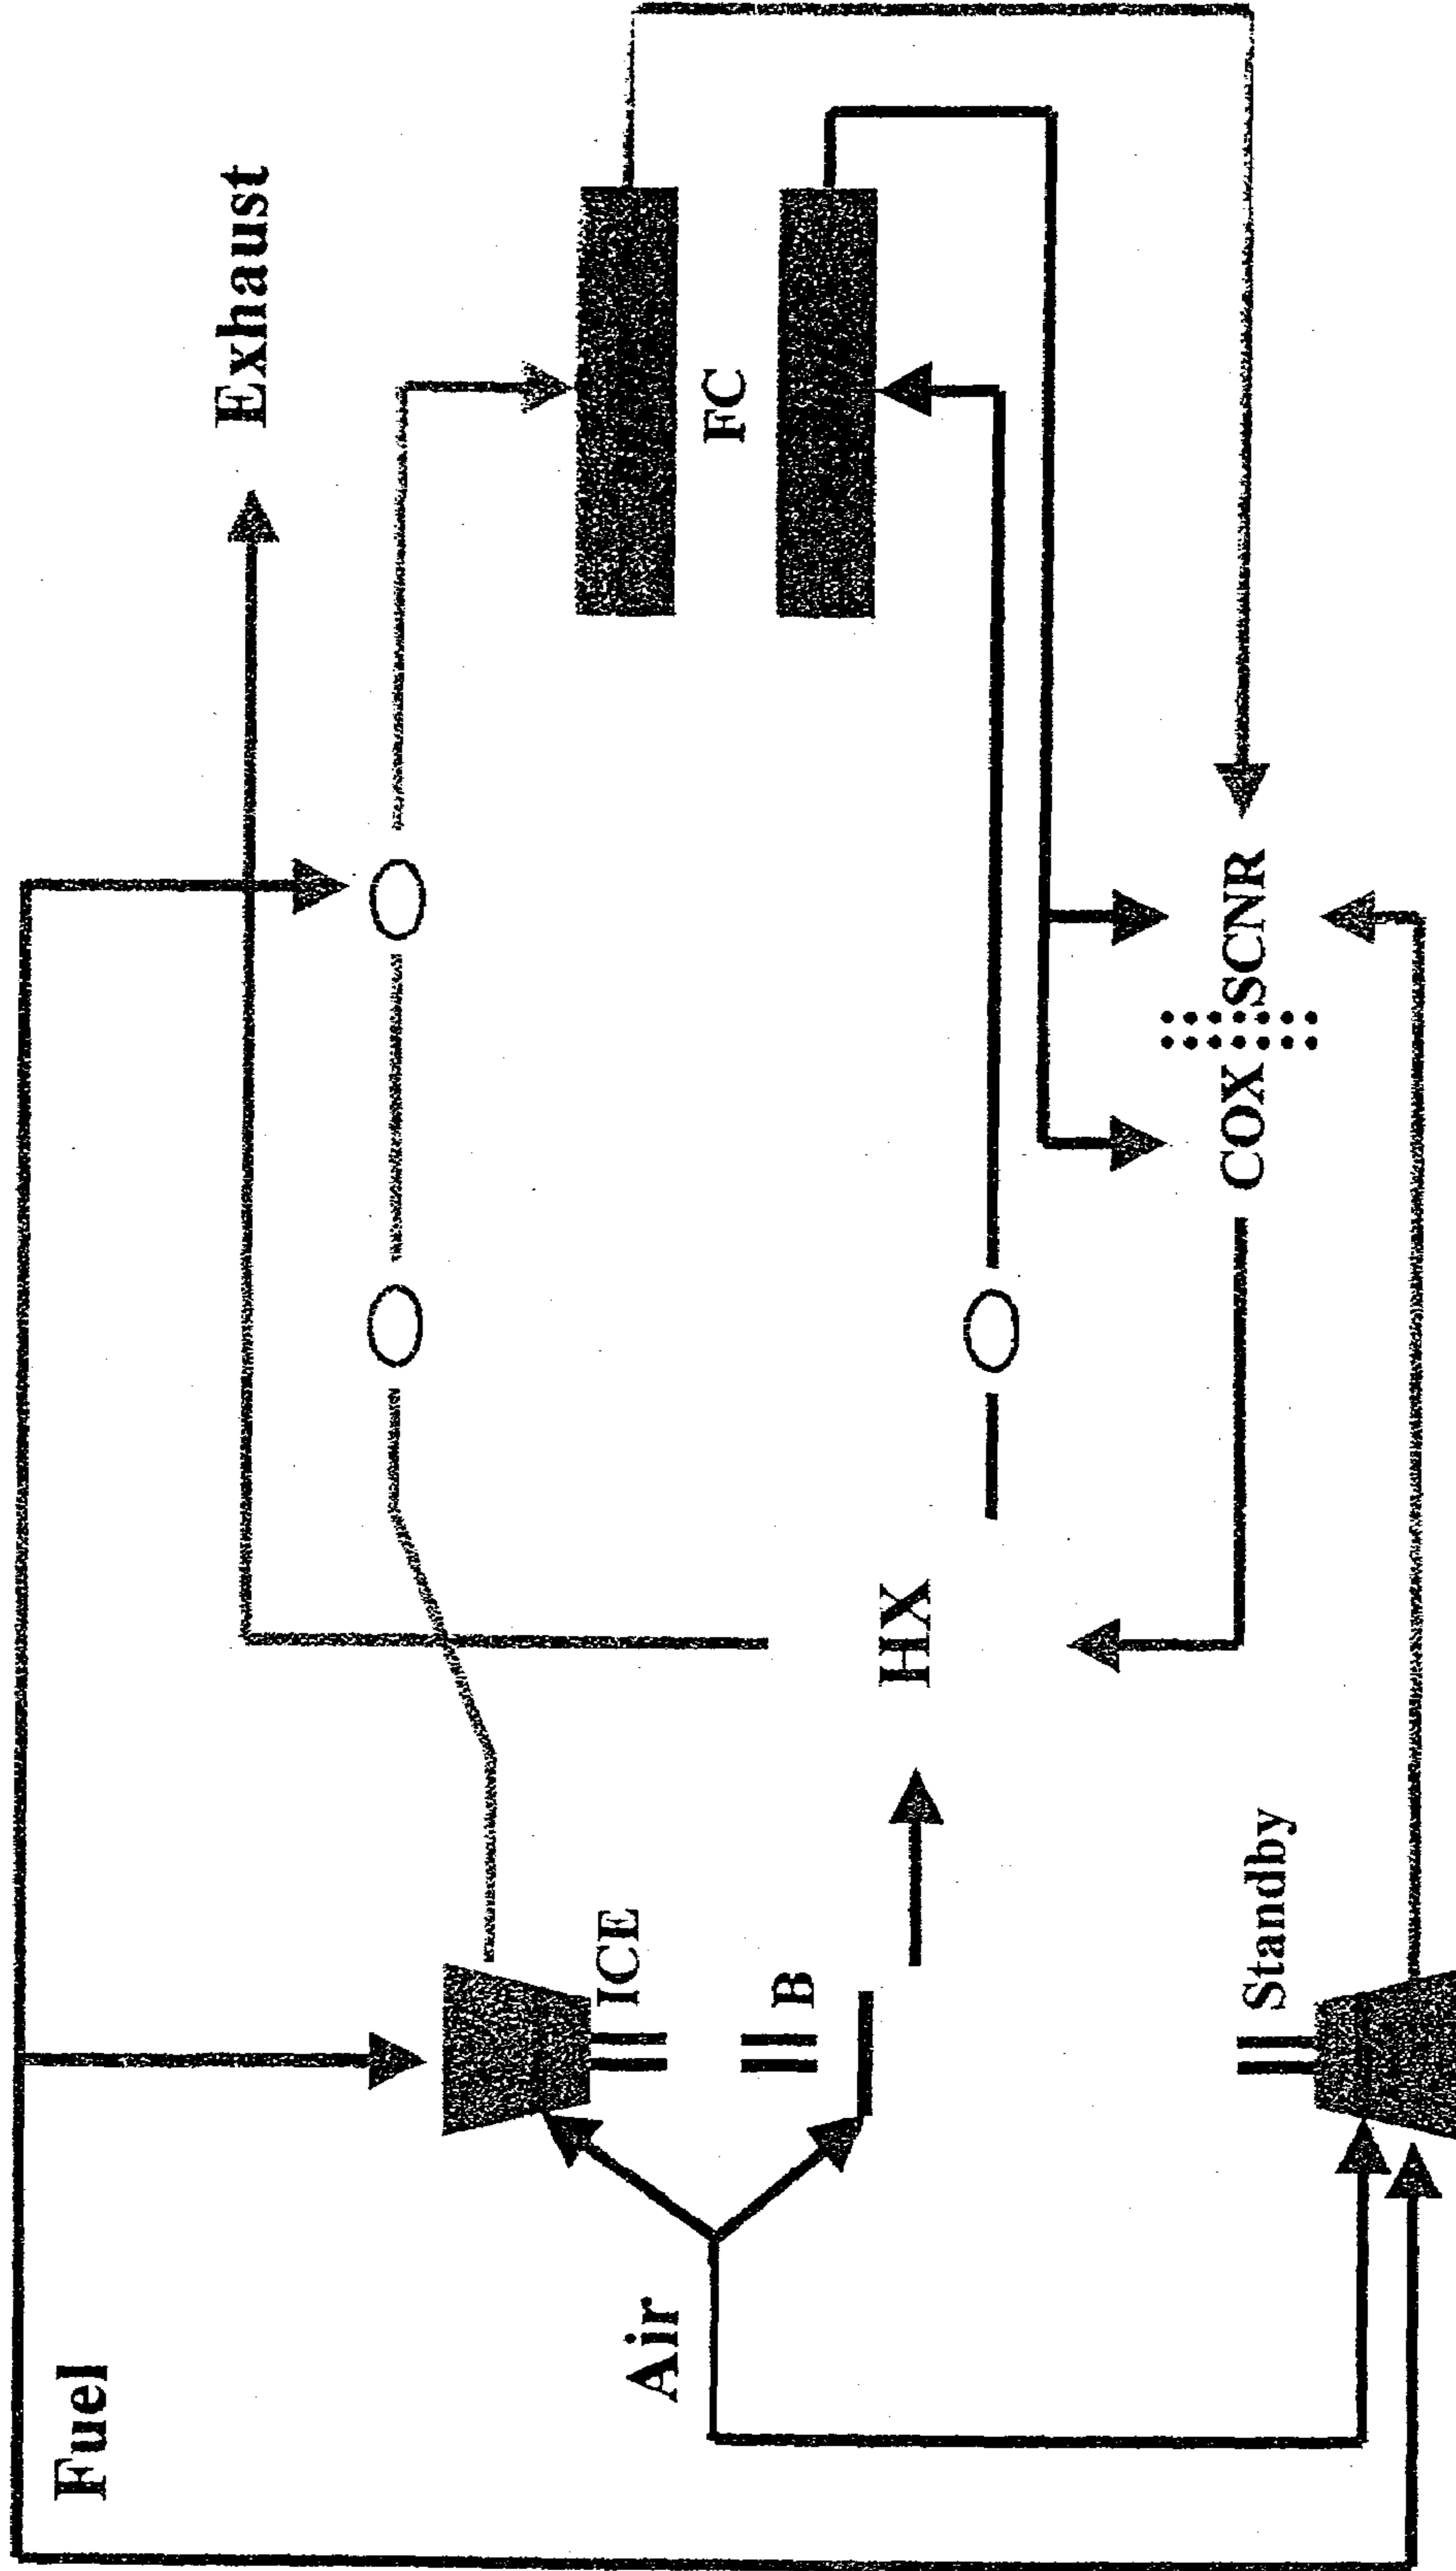 Fuel
Exhaust
Air
ICE
B
HX
FC
Standby
COX
SCNR